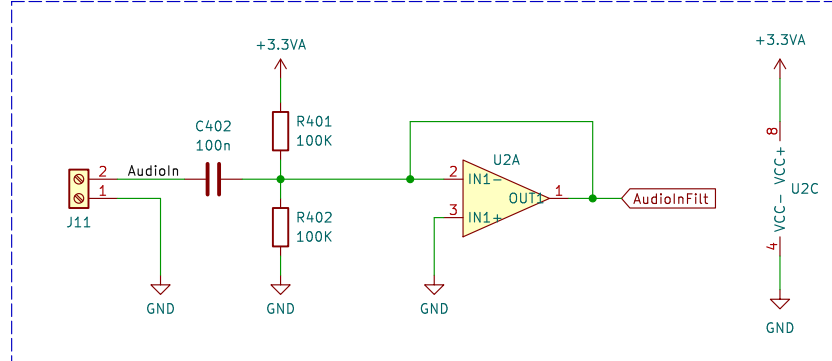 +3.3VA
+3.3VA
C402
100n
R401
100K
AudioIn
2
1
J11
R402
100K
U2A
2
IN1-
3
IN1+
OUT1
1
AudioInFilt
8
VCC+
VCC-
4
U2C
GND
GND
GND
GND